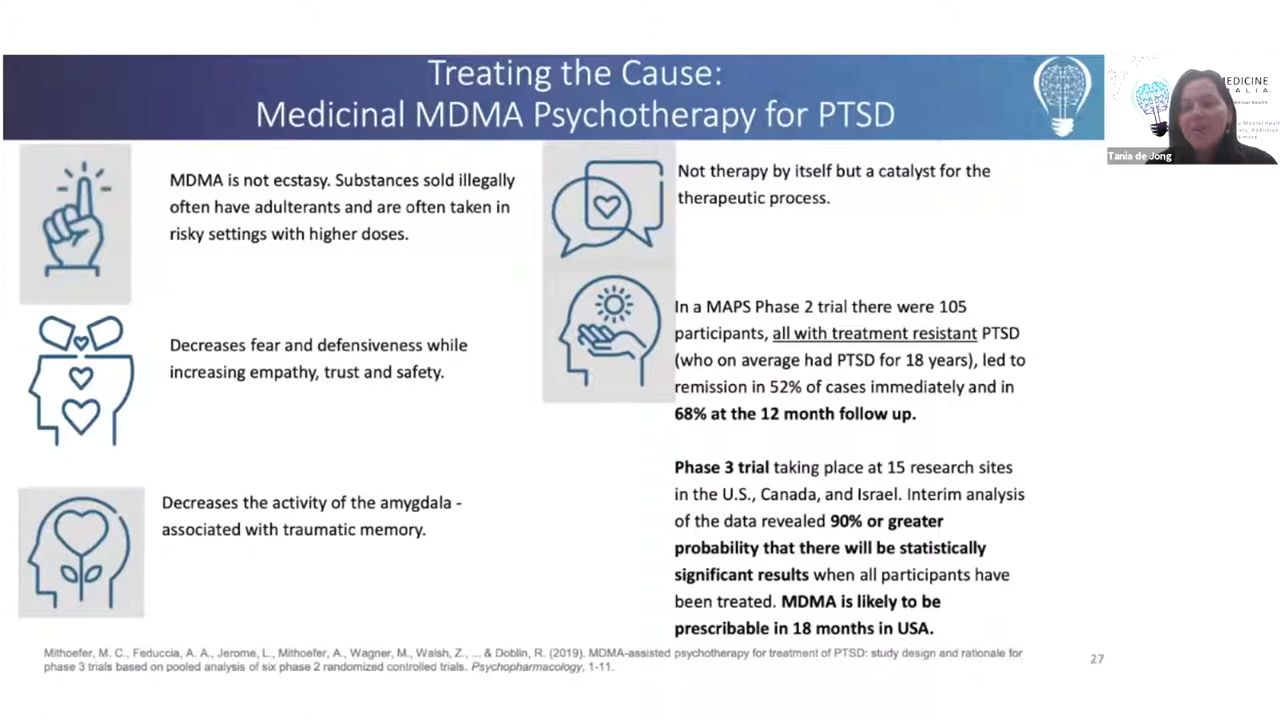 Treating the Cause:
Medicinal MDMA Psychotherapy for PTSD
MEDICINE
Tania de Jong
MDMA is not ecstasy. Substances sold illegally
often have adulterants and are often taken in
risky settings with higher doses.
Decreases fear and defensiveness while
increasing empathy, trust and safety.
Decreases the activity of the amygdala -
associated with traumatic memory.
Not therapy by itself but a catalyst for the
therapeutic process.
In a MAPS Phase 2 trial there were 105
participants, all with treatment resistant PTSD
(who on average had PTSD for 18 years), led to
remission in 52% of cases immediately and in
68% at the 12 month follow up.
Phase 3 trial taking place at 15 research sites
in the U.S., Canada, and Israel. Interim analysis
of the data revealed 90% or greater
probability that there will be statistically
significant results when all participants have
been treated. MDMA is likely to be
prescribable in 18 months in USA.
Mithoefer, M. C., Feduccia, A. A., Jerome, L., Mithoefer, A., Wagner, M., Walsh, Z., ... & Doblin, R. (2019). MDMA-assisted psychotherapy for treatment of PTSD: study design and rationale for
phase 3 trials based on pooled analysis of six phase 2 randomized controlled trials. Psychopharmacology, 1-11.
27